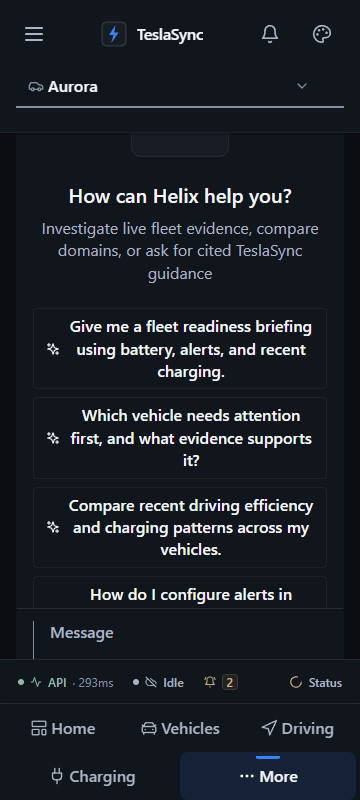 TeslaSync
Aurora
How can Helix help you?
Investigate live fleet evidence, compare
domains, or ask for cited TeslaSync
guidance
Give me a fleet readiness briefing
using battery, alerts, and recent
charging.
Which vehicle needs attention
first, and what evidence supports
it?
Compare recent driving efficiency
and charging patterns across my
vehicles.
How do I configure alerts in
Message
API · 293ms Idle 2 Status
Home Vehicles Driving
Charging More